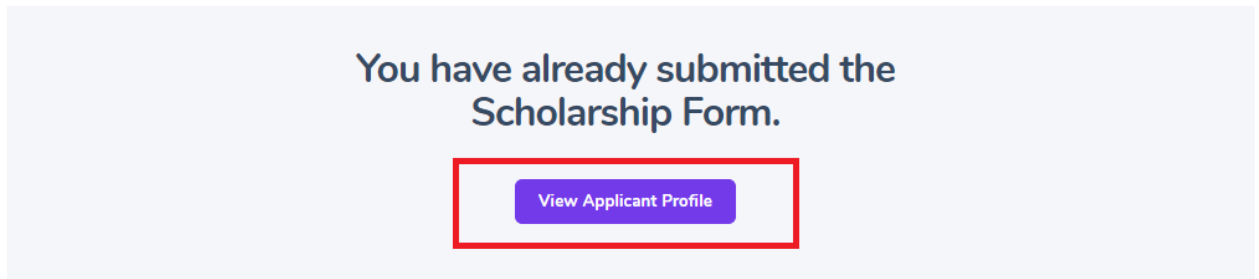 You have already submitted the
Scholarship Form.
View Applicant Profile